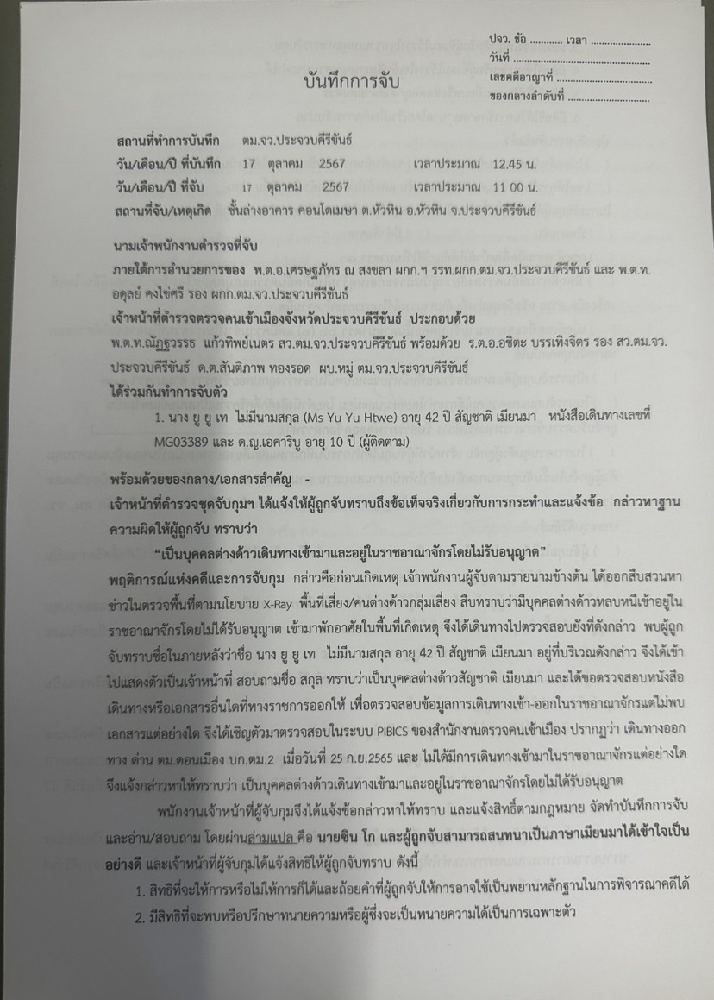 ปจว. ข้อ ............ เวลา ......................
วันที่ ..................................................
เลขคดีอาญาที่ ...................................
ของกลางลำดับที่ ..............................
บันทึกการจับ
สถานที่ทำการบันทึก ตม.จว.ประจวบคีรีขันธ์
วัน/เดือน/ปี ที่บันทึก 17 ตุลาคม 2567 เวลาประมาณ 12.45 น.
วัน/เดือน/ปี ที่จับ 17 ตุลาคม 2567 เวลาประมาณ 11 00 น.
สถานที่จับ/เหตุเกิด ชั้นล่างอาคาร คอนโดเมษา ต.หัวหิน อ.หัวหิน จ.ประจวบคีรีขันธ์
นามเจ้าพนักงานตำรวจที่จับ
ภายใต้การอำนวยการของ พ.ต.อ.เศรษฐภัทร ณ สงขลา ผกก.ฯ รรท.ผกก.ตม.จว.ประจวบคีรีขันธ์ และ พ.ต.ท.
อดุลย์ คงไข่ศรี รอง ผกก.ตม.จว.ประจวบคีรีขันธ์
เจ้าหน้าที่ตำรวจตรวจคนเข้าเมืองจังหวัดประจวบคีรีขันธ์ ประกอบด้วย
พ.ต.ท.ณัฏฐวรรธ แก้วทิพย์เนตร สว.ตม.จว.ประจวบคีรีขันธ์ พร้อมด้วย ร.ต.อ.อชิตะ บรรเทิงจิตร รอง สว.ตม.จว.
ประจวบคีรีขันธ์ ด.ต.สันติภาพ ทองรอด ผบ.หมู่ ตม.จว.ประจวบคีรีขันธ์
ได้ร่วมกันทำการจับตัว
1. นาง ยู ยู เท ไม่มีนามสกุล (Ms Yu Yu Htwe) อายุ 42 ปี สัญชาติ เมียนมา หนังสือเดินทางเลขที่
MG03389 และ ด.ญ.เอคาริบู อายุ 10 ปี (ผู้ติดตาม)
พร้อมด้วยของกลาง/เอกสารสำคัญ -
เจ้าหน้าที่ตำรวจชุดจับกุมฯ ได้แจ้งให้ผู้ถูกจับทราบถึงข้อเท็จจริงเกี่ยวกับการกระทำและแจ้งข้อ กล่าวหาฐาน
ความผิดให้ผู้ถูกจับ ทราบว่า
“เป็นบุคคลต่างด้าวเดินทางเข้ามาและอยู่ในราชอาณาจักรโดยไม่รับอนุญาต”
พฤติการณ์แห่งคดีและการจับกุม กล่าวคือก่อนเกิดเหตุ เจ้าพนักงานผู้จับตามรายนามข้างต้น ได้ออกสืบสวนหา
ข่าวในตรวจพื้นที่ตามนโยบาย X-Ray พื้นที่เสี่ยง/คนต่างด้าวกลุ่มเสี่ยง สืบทราบว่ามีบุคคลต่างด้าวหลบหนีเข้าอยู่ใน
ราชอาณาจักรโดยไม่ได้รับอนุญาต เข้ามาพักอาศัยในพื้นที่เกิดเหตุ จึงได้เดินทางไปตรวจสอบยังที่ดังกล่าว พบผู้ถูก
จับทราบชื่อในภายหลังว่าชื่อ นาง ยู ยู เท ไม่มีนามสกุล อายุ 42 ปี สัญชาติ เมียนมา อยู่ที่บริเวณดังกล่าว จึงได้เข้า
ไปแสดงตัวเป็นเจ้าหน้าที่ สอบถามชื่อ สกุล ทราบว่าเป็นบุคคลต่างด้าวสัญชาติ เมียนมา และได้ขอตรวจสอบหนังสือ
เดินทางหรือเอกสารอื่นใดที่ทางราชการออกให้ เพื่อตรวจสอบข้อมูลการเดินทางเข้า-ออกในราชอาณาจักรแต่ไม่พบ
เอกสารแต่อย่างใด จึงได้เชิญตัวมาตรวจสอบในระบบ PIBICS ของสำนักงานตรวจคนเข้าเมือง ปรากฏว่า เดินทางออก
ทาง ด่าน ตม.ดอนเมือง บก.ตม.2 เมื่อวันที่ 25 ก.ย.2565 และ ไม่ได้มีการเดินทางเข้ามาในราชอาณาจักรแต่อย่างใด
จึงแจ้งกล่าวหาให้ทราบว่า เป็นบุคคลต่างด้าวเดินทางเข้ามาและอยู่ในราชอาณาจักรโดยไม่ได้รับอนุญาต
พนักงานเจ้าหน้าที่ผู้จับกุมจึงได้แจ้งข้อกล่าวหาให้ทราบ และแจ้งสิทธิ์ตามกฎหมาย จัดทำบันทึกการจับ
และอ่าน/สอบถาม โดยผ่านล่ามแปล คือ นายซิน โก และผู้ถูกจับสามารถสนทนาเป็นภาษาเมียนมาได้เข้าใจเป็น
อย่างดี และเจ้าหน้าที่ผู้จับกุมได้แจ้งสิทธิให้ผู้ถูกจับทราบ ดังนี้
1. สิทธิที่จะให้การหรือไม่ให้การก็ได้และถ้อยคำที่ผู้ถูกจับให้การอาจใช้เป็นพยานหลักฐานในการพิจารณาคดีได้
2. มีสิทธิที่จะพบหรือปรึกษาทนายความหรือผู้ซึ่งจะเป็นทนายความได้เป็นการเฉพาะตัว